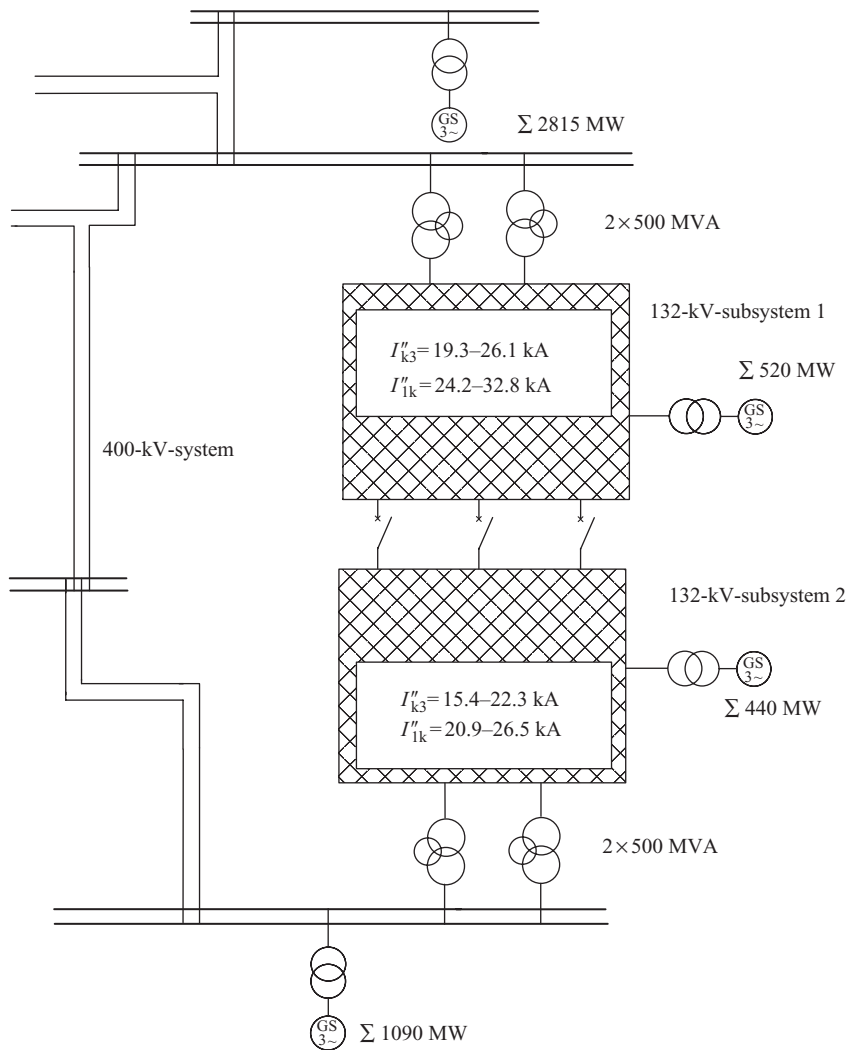 GS
3~
Σ 2815 MW
2×500 MVA
132-kV-subsystem 1
I″k3 = 19.3–26.1 kA
I″1k = 24.2–32.8 kA
Σ 520 MW
GS
3~
400-kV-system
132-kV-subsystem 2
GS
3~
I″k3 = 15.4–22.3 kA
I″1k = 20.9–26.5 kA
Σ 440 MW
2×500 MVA
GS
3~
Σ 1090 MW